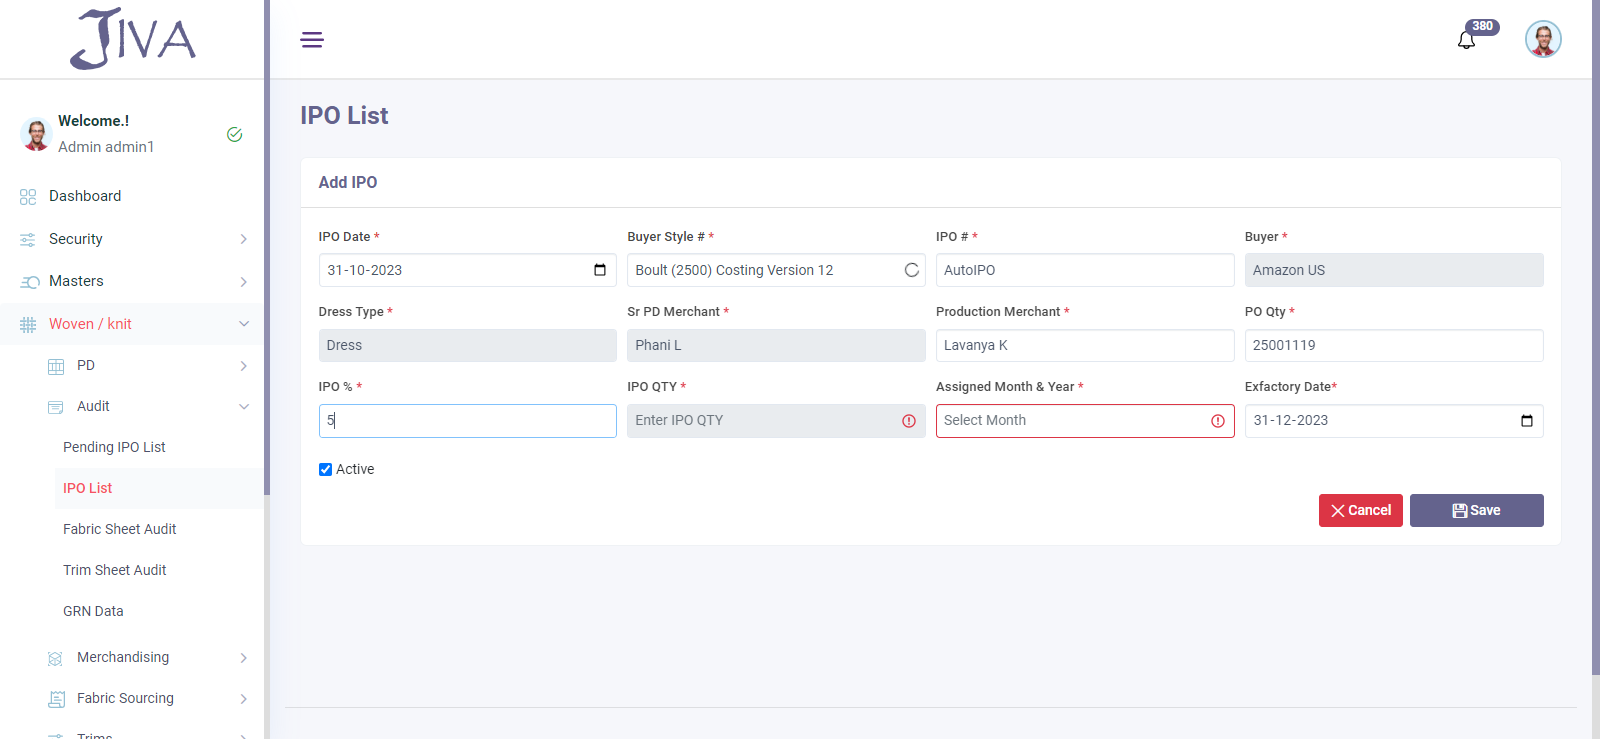 JIVA
380
Welcome.!
Admin admin1
Dashboard
Security
Masters
Woven / knit
PD
Audit
Pending IPO List
IPO List
Fabric Sheet Audit
Trim Sheet Audit
GRN Data
Merchandising
Fabric Sourcing
Trims
IPO List
Add IPO
IPO Date * Buyer Style # * IPO # * Buyer *
31-10-2023 Boult (2500) Costing Version 12 AutoIPO Amazon US
Dress Type * Sr PD Merchant * Production Merchant * PO Qty *
Dress Phani L Lavanya K 25001119
IPO % * IPO QTY * Assigned Month & Year * Exfactory Date*
5 Enter IPO QTY Select Month 31-12-2023
Active
Cancel Save